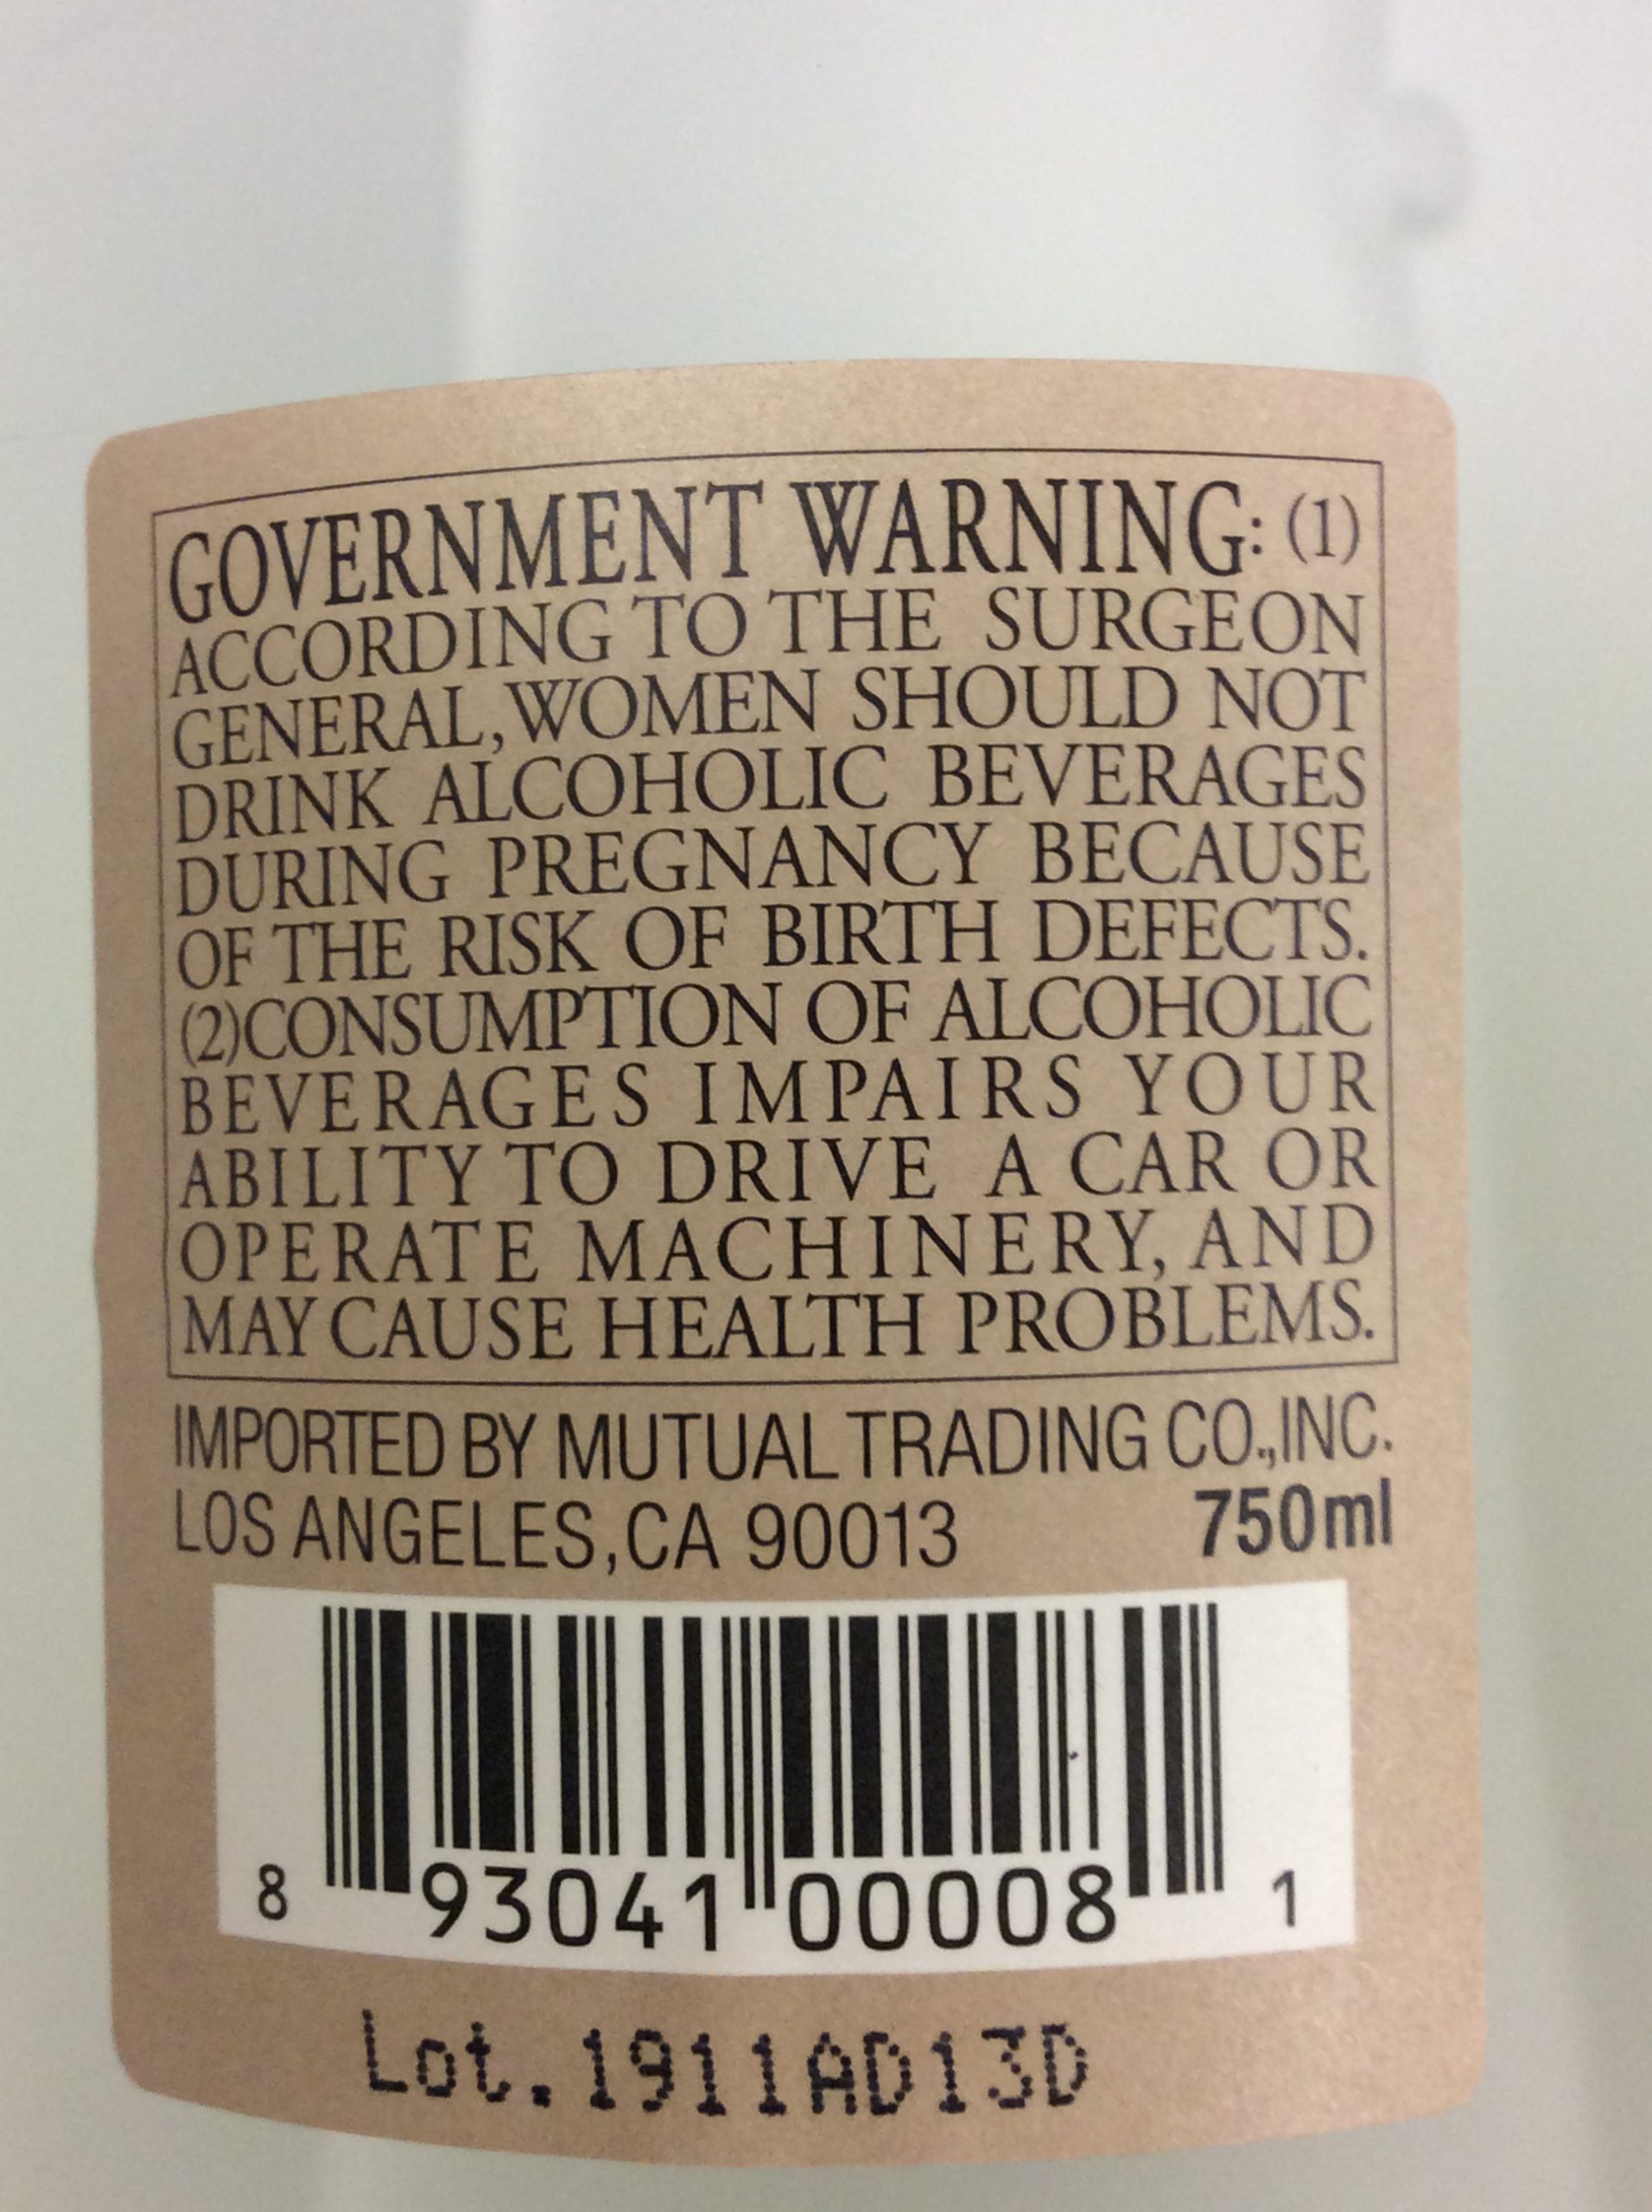 GOVERNMENT WARNING: (1)
ACCORDING TO THE SURGEON
GENERAL, WOMEN SHOULD NOT
DRINK ALCOHOLIC BEVERAGES
DURING PREGNANCY BECAUSE
OF THE RISK OF BIRTH DEFECTS.
(2)CONSUMPTION OF ALCOHOLIC
BEVERAGES IMPAIRS YOUR
ABILITY TO DRIVE A CAR OR
OPERATE MACHINERY, AND
MAY CAUSE HEALTH PROBLEMS.
IMPORTED BY MUTUAL TRADING CO.,INC.
LOS ANGELES,CA 90013 750ml
8 93041 00008 1
Lot.1911AD13D